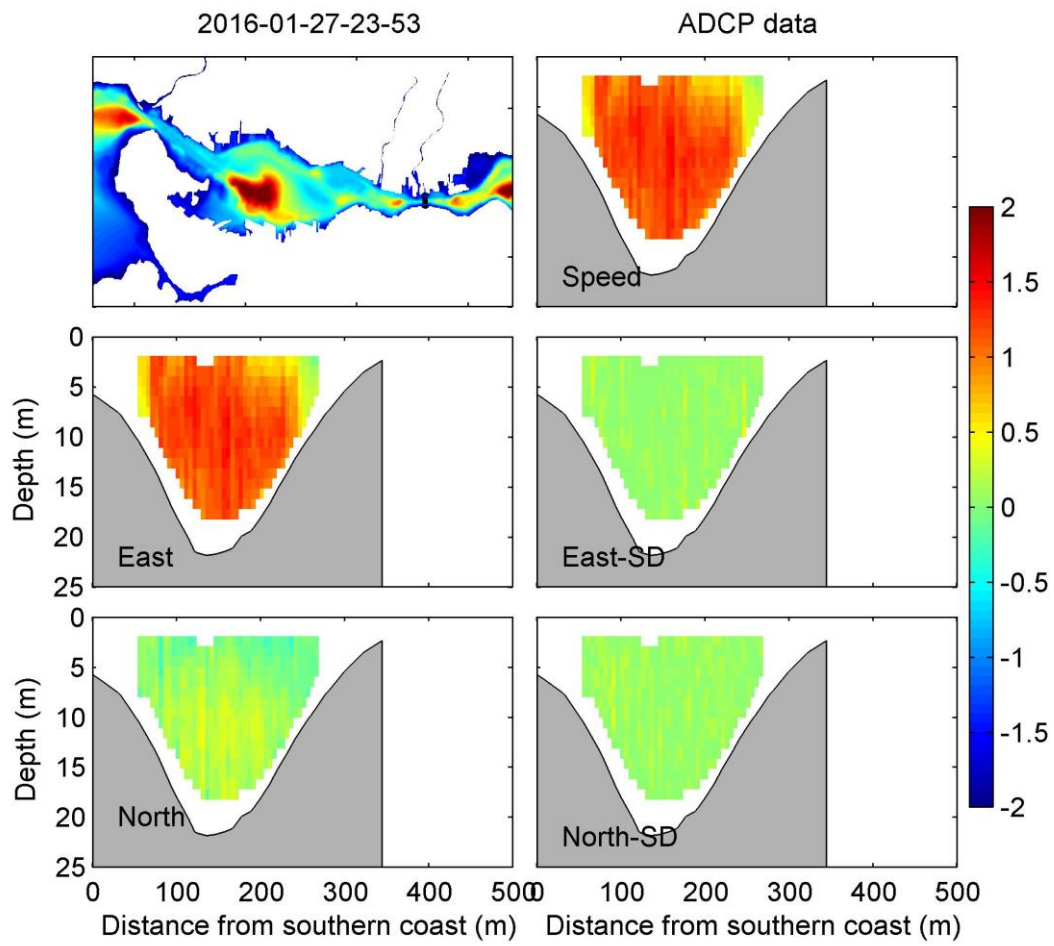 2016-01-27-23-53
ADCP data
Speed
2
1.5
1
0.5
0
-0.5
-1
-1.5
-2
0
5
10
15
20
25
Depth (m)
East
East-SD
0
5
10
15
20
25
Depth (m)
North
North-SD
0 100 200 300 400 500
0 100 200 300 400 500
Distance from southern coast (m)
Distance from southern coast (m)